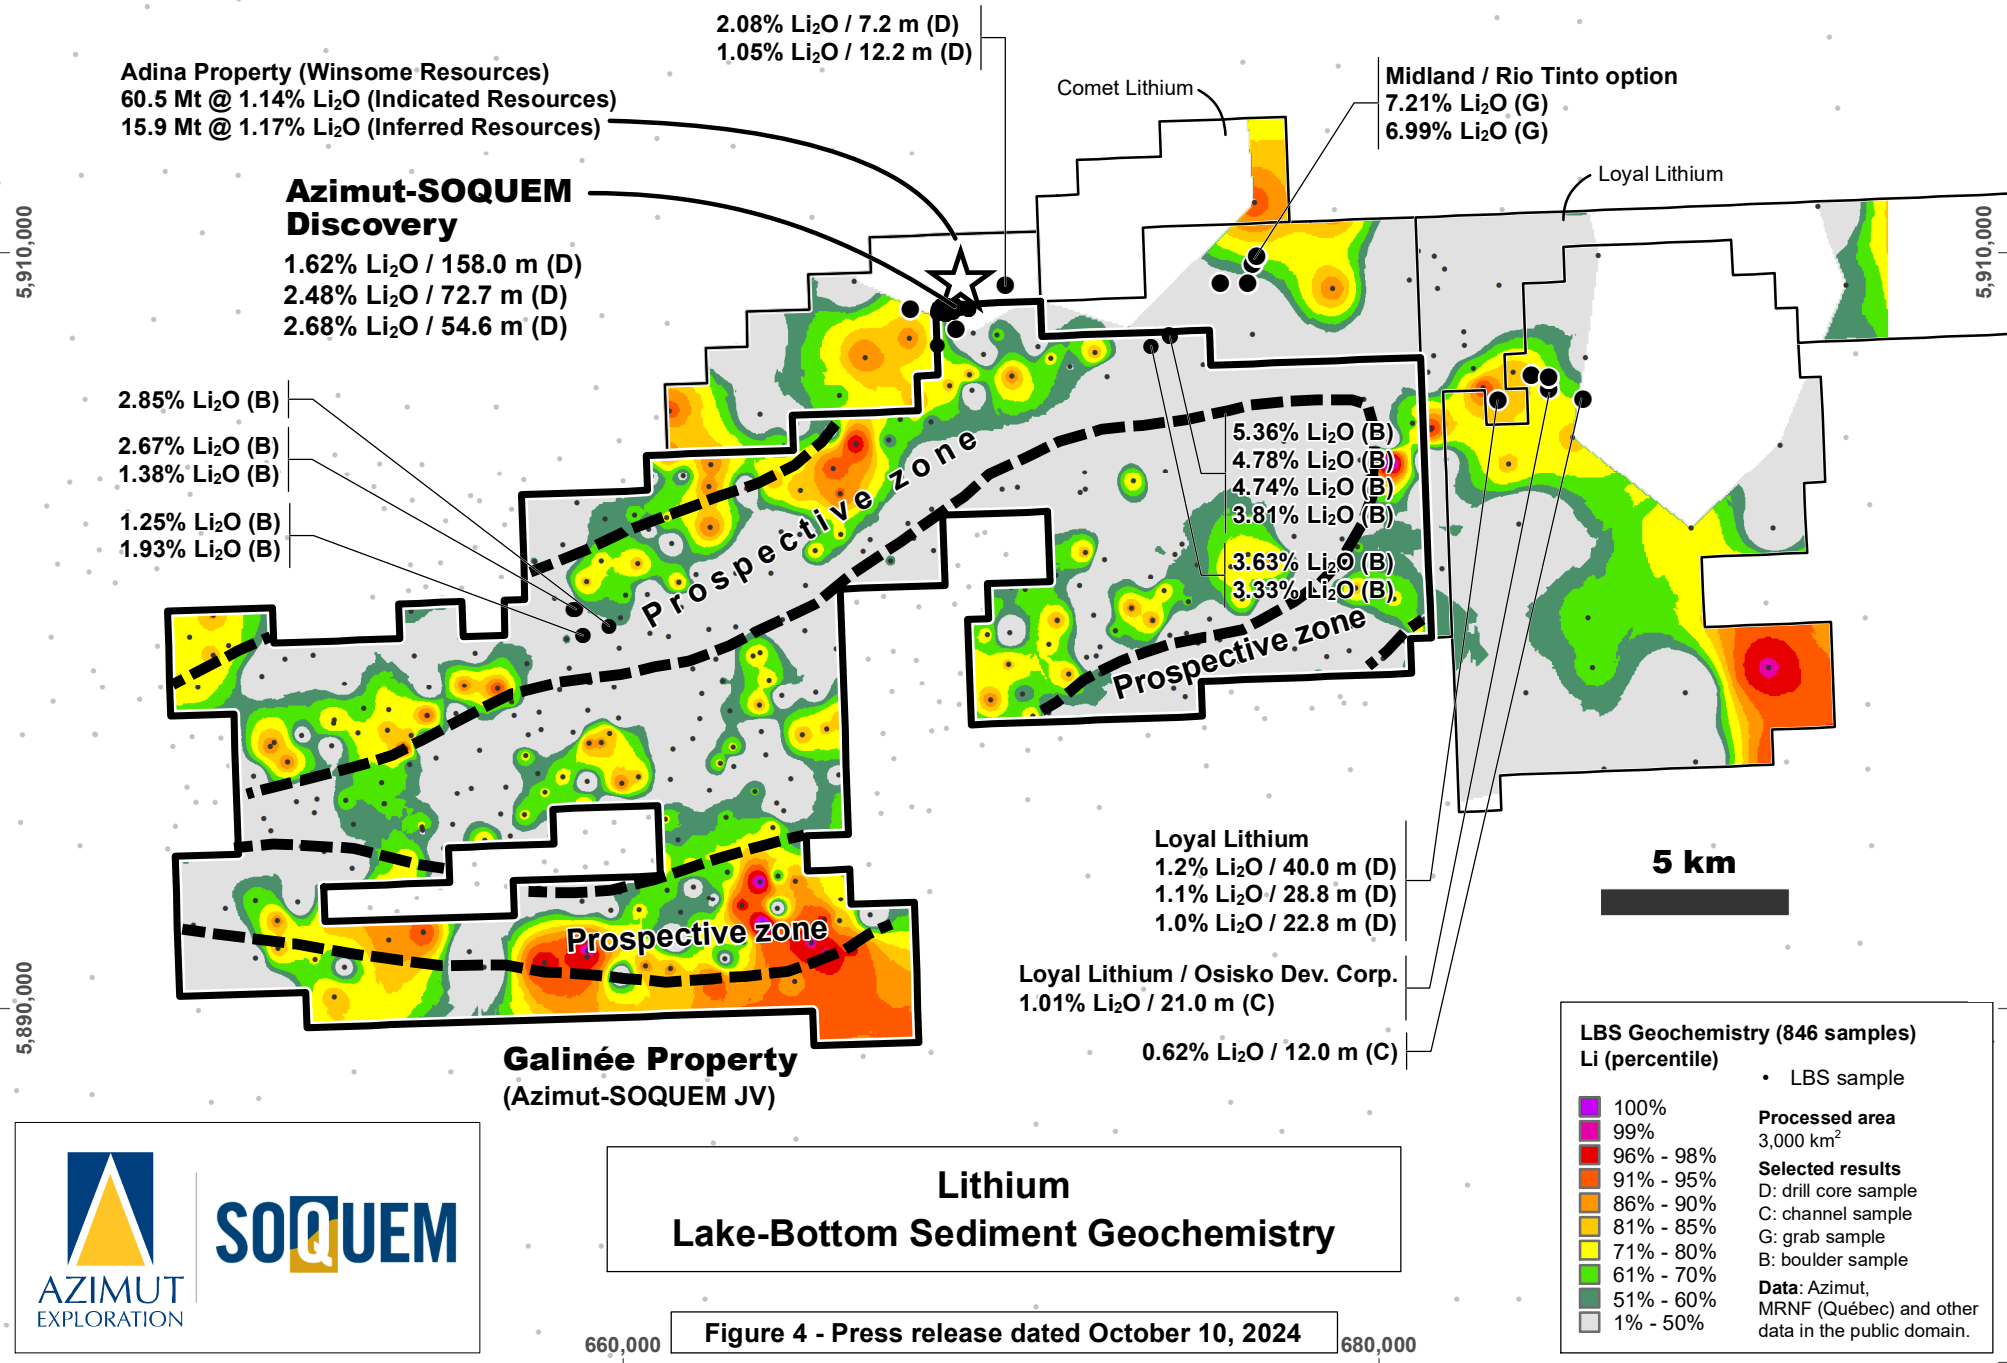 2.08% Li₂O / 7.2 m (D)
1.05% Li₂O / 12.2 m (D)
Adina Property (Winsome Resources)
60.5 Mt @ 1.14% Li₂O (Indicated Resources)
15.9 Mt @ 1.17% Li₂O (Inferred Resources)
Comet Lithium
Midland / Rio Tinto option
7.21% Li₂O (G)
6.99% Li₂O (G)
Loyal Lithium
Azimut-SOQUEM
Discovery
1.62% Li₂O / 158.0 m (D)
2.48% Li₂O / 72.7 m (D)
2.68% Li₂O / 54.6 m (D)
5,910,000
5,910,000
2.85% Li₂O (B)
2.67% Li₂O (B)
1.38% Li₂O (B)
1.25% Li₂O (B)
1.93% Li₂O (B)
5.36% Li₂O (B)
4.78% Li₂O (B)
4.74% Li₂O (B)
3.81% Li₂O (B)
3.63% Li₂O (B)
3.33% Li₂O (B)
Prospective zone
Prospective zone
Prospective zone
Loyal Lithium
1.2% Li₂O / 40.0 m (D)
1.1% Li₂O / 28.8 m (D)
1.0% Li₂O / 22.8 m (D)
5 km
Loyal Lithium / Osisko Dev. Corp.
1.01% Li₂O / 21.0 m (C)
0.62% Li₂O / 12.0 m (C)
5,890,000
Galinée Property
(Azimut-SOQUEM JV)
LBS Geochemistry (846 samples)
Li (percentile)
• LBS sample
100%
99%
96% - 98%
91% - 95%
86% - 90%
81% - 85%
71% - 80%
61% - 70%
51% - 60%
1% - 50%
Processed area
3,000 km²
Selected results
D: drill core sample
C: channel sample
G: grab sample
B: boulder sample
Data: Azimut,
MRNF (Québec) and other
data in the public domain.
AZIMUT
EXPLORATION
SOQUEM
Lithium
Lake-Bottom Sediment Geochemistry
Figure 4 - Press release dated October 10, 2024
660,000
680,000